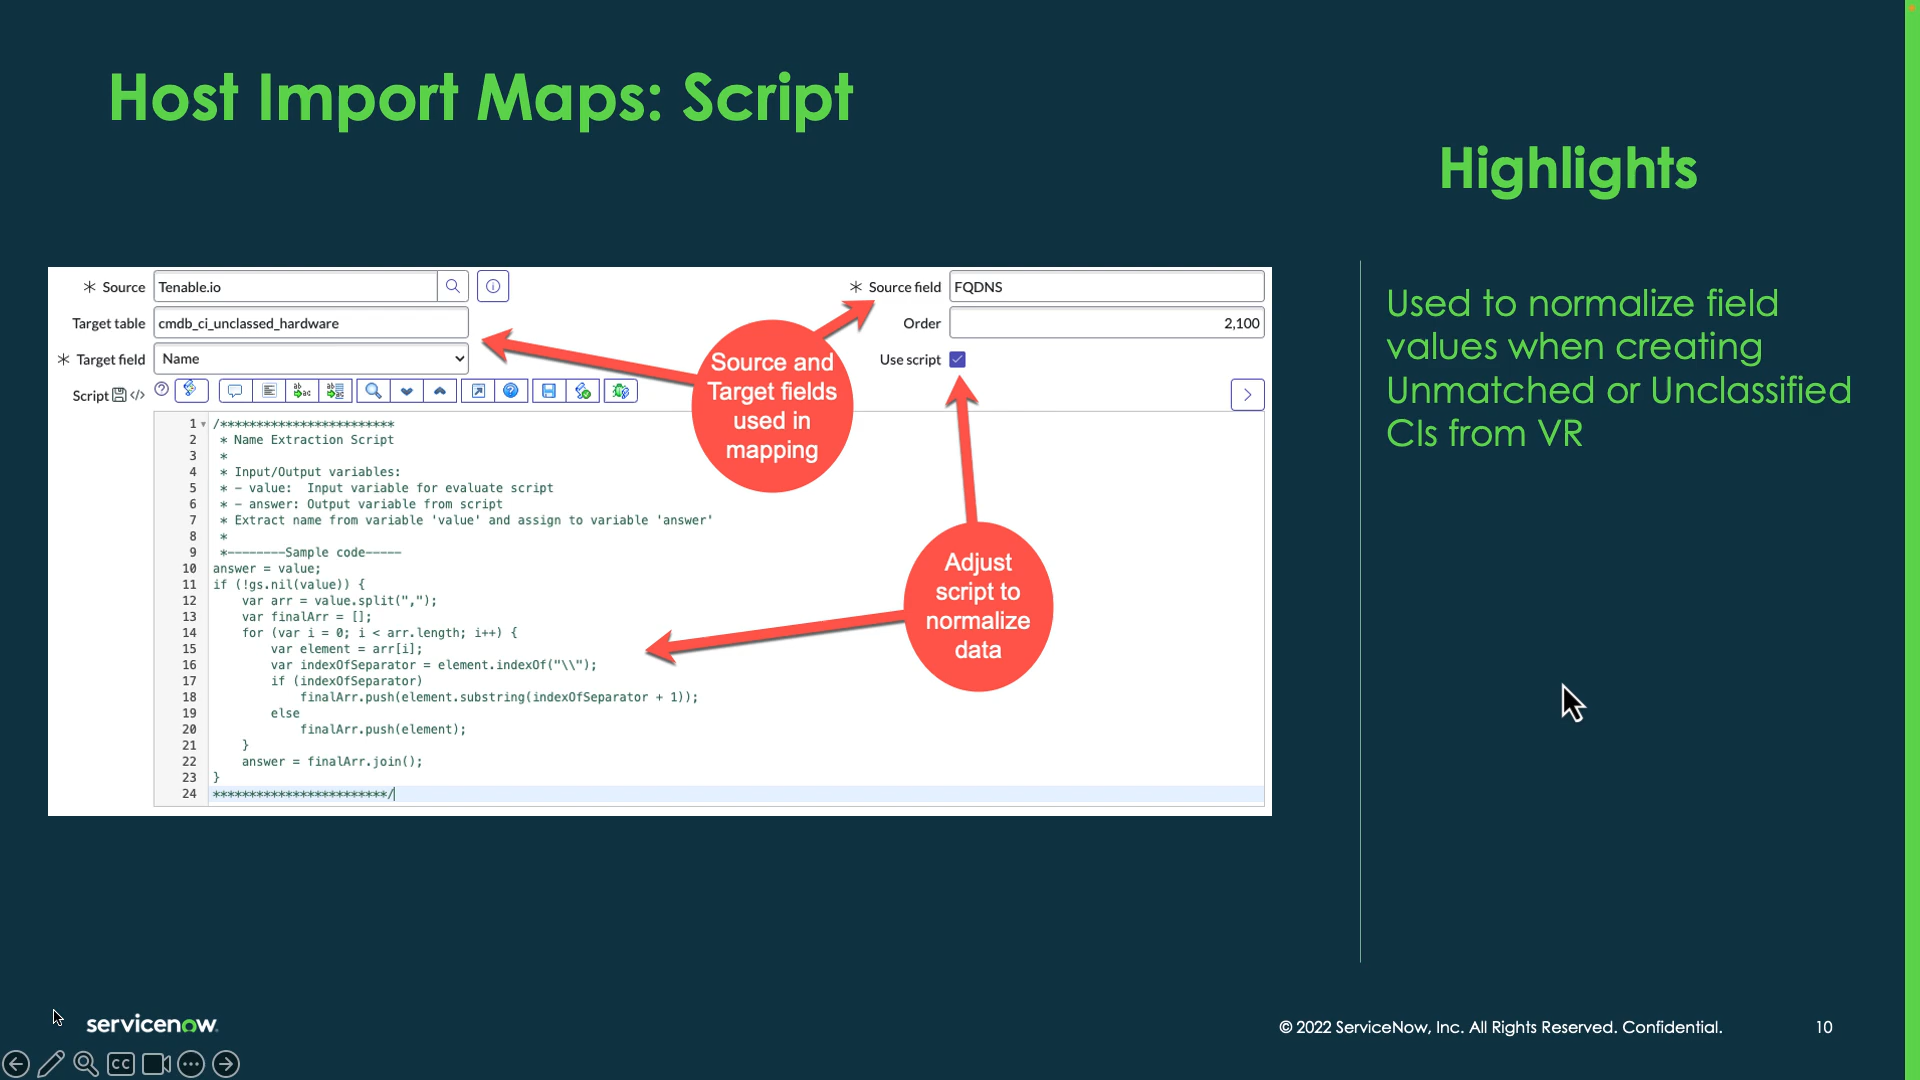 Host Import Maps: Script
Highlights
Source
Tenable.io
Source field
FQDNS
Target table
cmdb_ci_unclassed_hardware
Order
2,100
Target field
Name
Use script
Script
Source and
Target fields
used in
mapping
1 /************************
2 * Name Extraction Script
3 *
4 * Input/Output variables:
5 * - value:  Input variable for evaluate script
6 * - answer: Output variable from script
7 * Extract name from variable 'value' and assign to variable 'answer'
8 *
9 *--------Sample code-----
10 answer = value;
11 if (!gs.nil(value)) {
12     var arr = value.split(",");
13     var finalArr = [];
14     for (var i = 0; i < arr.length; i++) {
15         var element = arr[i];
16         var indexOfSeparator = element.indexOf("\\");
17         if (indexOfSeparator)
18             finalArr.push(element.substring(indexOfSeparator + 1));
19         else
20             finalArr.push(element);
21     }
22     answer = finalArr.join();
23 }
24 ************************/
Adjust
script to
normalize
data
Used to normalize field
values when creating
Unmatched or Unclassified
CIs from VR
servicenow
© 2022 ServiceNow, Inc. All Rights Reserved. Confidential.
10
CC